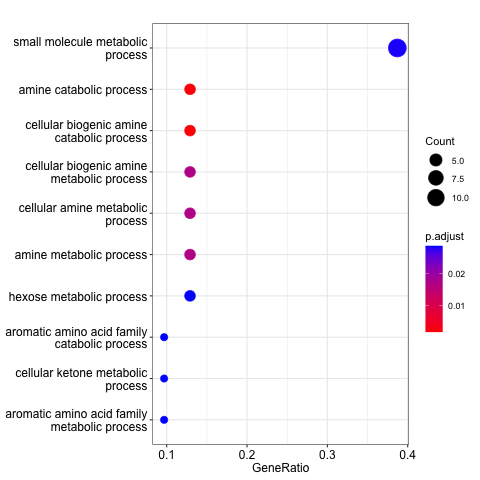 small molecule metabolic
process
amine catabolic process
cellular biogenic amine
catabolic process
cellular biogenic amine
metabolic process
cellular amine metabolic
process
amine metabolic process
hexose metabolic process
aromatic amino acid family
catabolic process
cellular ketone metabolic
process
aromatic amino acid family
metabolic process
0.1 0.2 0.3 0.4
GeneRatio
Count
5.0
7.5
10.0
p.adjust
0.02
0.01